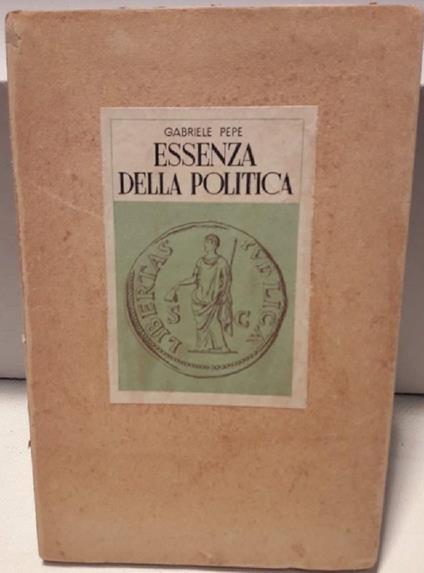 GABRIELE PEPE
ESSENZA
DELLA POLITICA
LIBERTAS PVBLICA
S C